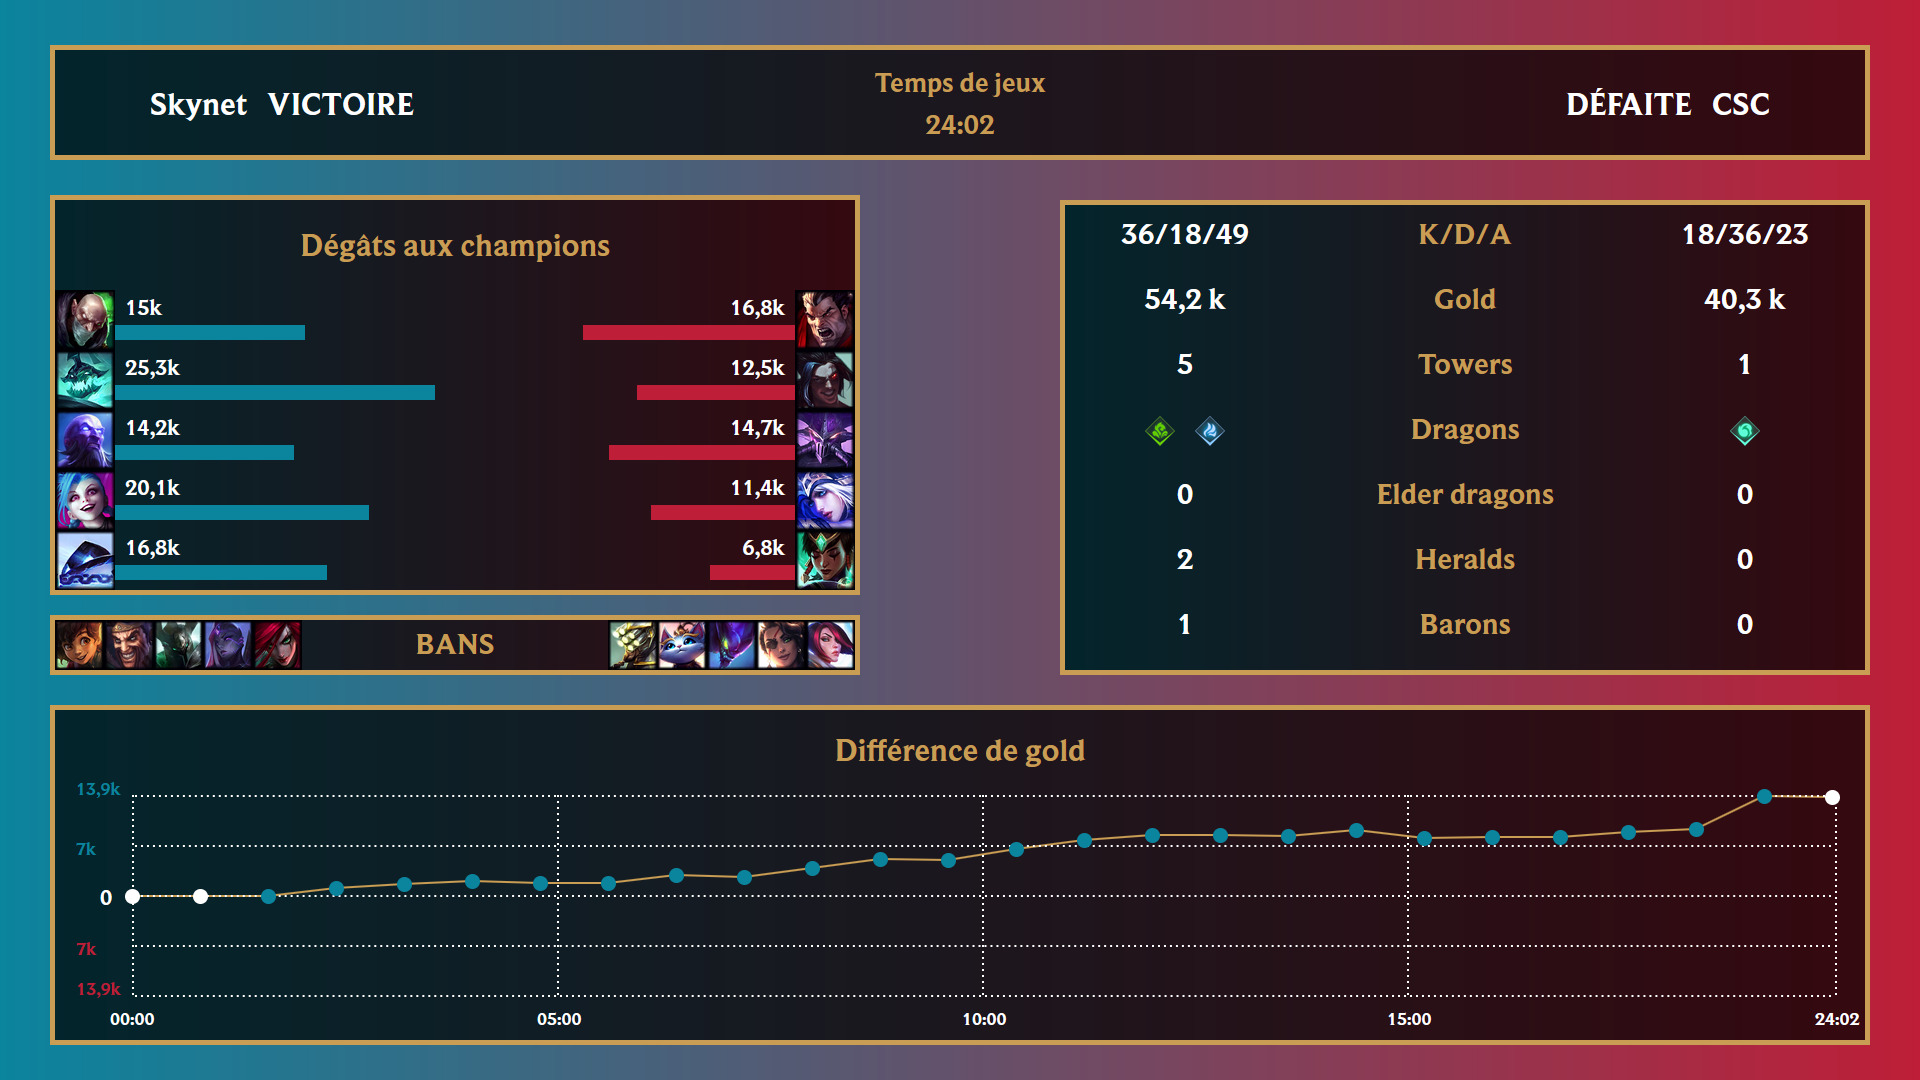 Skynet VICTOIRE
Temps de jeux
24:02
DÉFAITE CSC
Dégâts aux champions
15k
16,8k
25,3k
12,5k
14,2k
14,7k
20,1k
11,4k
16,8k
6,8k
BANS
36/18/49 K/D/A 18/36/23
54,2 k Gold 40,3 k
5 Towers 1
Dragons
0 Elder dragons 0
2 Heralds 0
1 Barons 0
Différence de gold
13,9k
7k
0
7k
13,9k
00:00 05:00 10:00 15:00 24:02